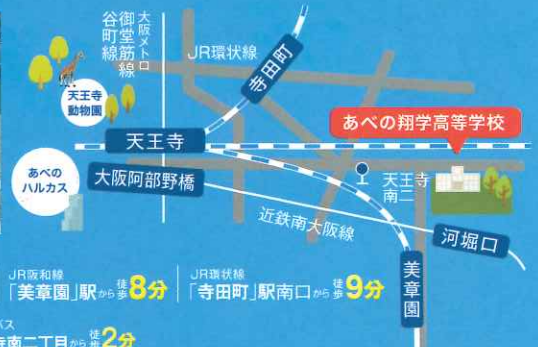 大阪メトロ
御堂筋線
谷町線
JR環状線
寺田町
天王寺
動物園
あべの翔学高等学校
天王寺
あべの
ハルカス
大阪阿部野橋
天王寺
南二
近鉄南大阪線
河堀口
美章園
JR阪和線
「美章園」駅から徒歩8分
JR環状線
「寺田町」駅南口から徒歩9分
バス
寺南二丁目から徒歩2分